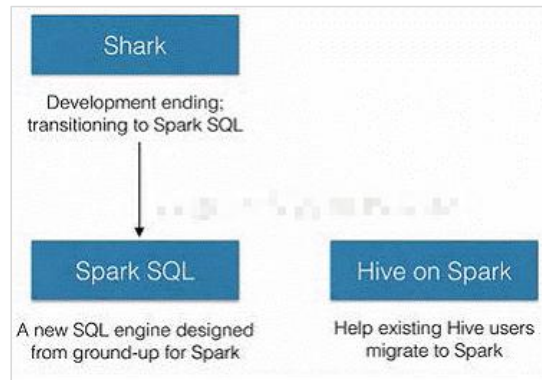 Shark
Development ending;
transitioning to Spark SQL
Spark SQL
A new SQL engine designed
from ground-up for Spark
Hive on Spark
Help existing Hive users
migrate to Spark